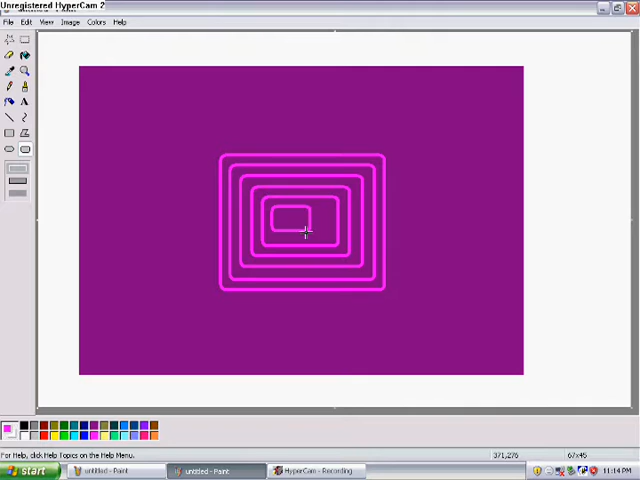 Unregistered HyperCam 2
File Edit View Image Colors Help
A
For Help, click Help Topics on the Help Menu.
371,276
67x45
start
untitled - Paint
untitled - Paint
HyperCam - Recording
11:14 PM